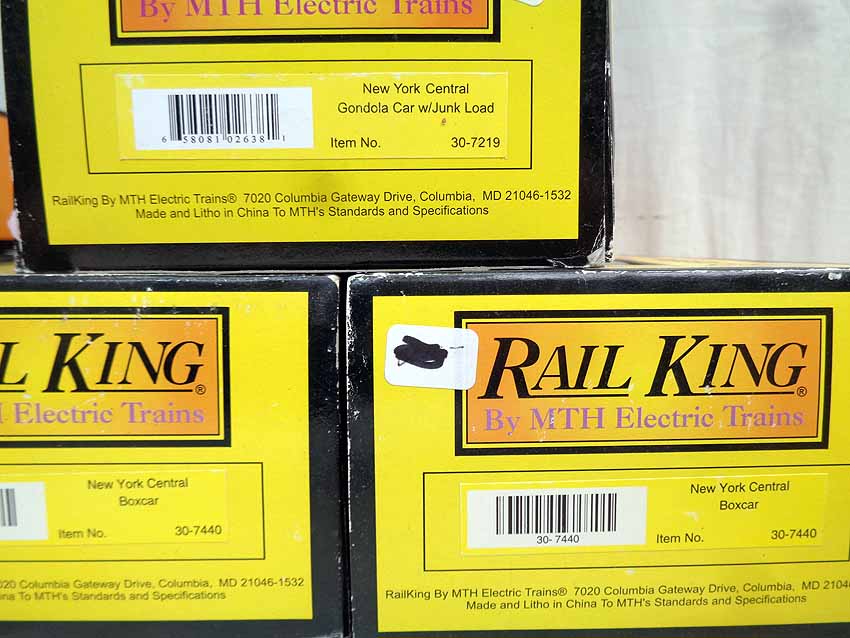 By MTH Electric Trains
New York Central
Gondola Car w/Junk Load
6 58081 02638 1
Item No. 30-7219
RailKing By MTH Electric Trains® 7020 Columbia Gateway Drive, Columbia, MD 21046-1532
Made and Litho in China To MTH's Standards and Specifications
L KING®
Electric Trains
New York Central
Boxcar
Item No. 30-7440
020 Columbia Gateway Drive, Columbia, MD 21046-1532
ina To MTH's Standards and Specifications
RAIL KING®
By MTH Electric Trains
New York Central
Boxcar
30-7440
Item No. 30-7440
RailKing By MTH Electric Trains® 7020 Columbia Gateway Drive, Columbia, MD 2104
Made and Litho in China To MTH's Standards and Specifications